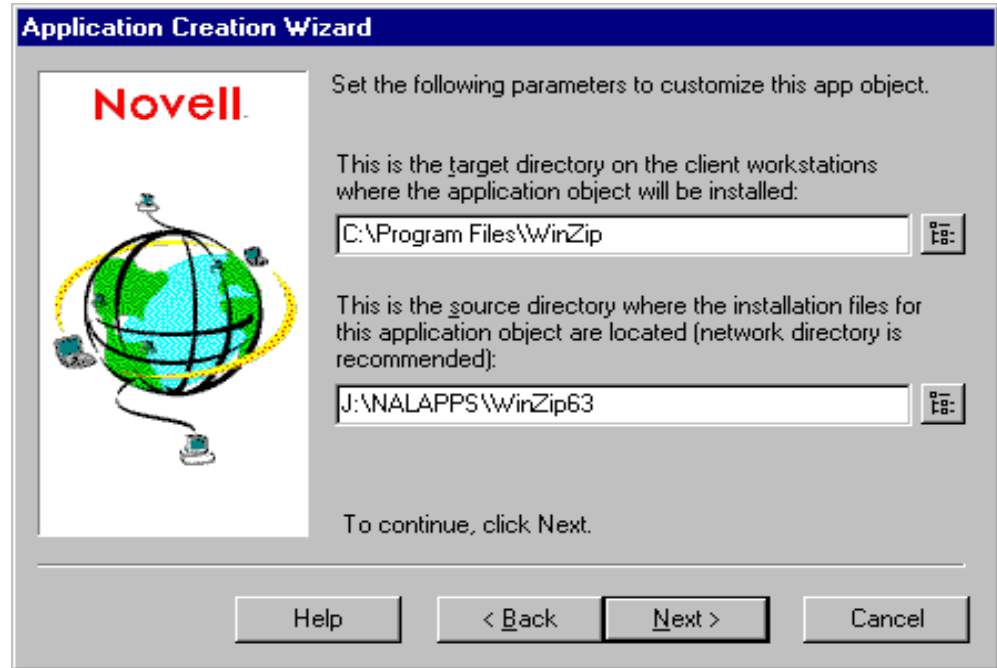 Application Creation Wizard
Novell.
Set the following parameters to customize this app object.
This is the target directory on the client workstations
where the application object will be installed:
C:\Program Files\WinZip
This is the source directory where the installation files for
this application object are located (network directory is
recommended):
J:\NALAPPS\WinZip63
To continue, click Next.
Help
< Back
Next >
Cancel